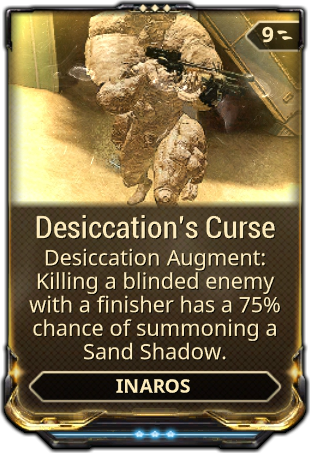 9
Desiccation's Curse
Desiccation Augment:
Killing a blinded enemy
with a finisher has a 75%
chance of summoning a
Sand Shadow.
INAROS